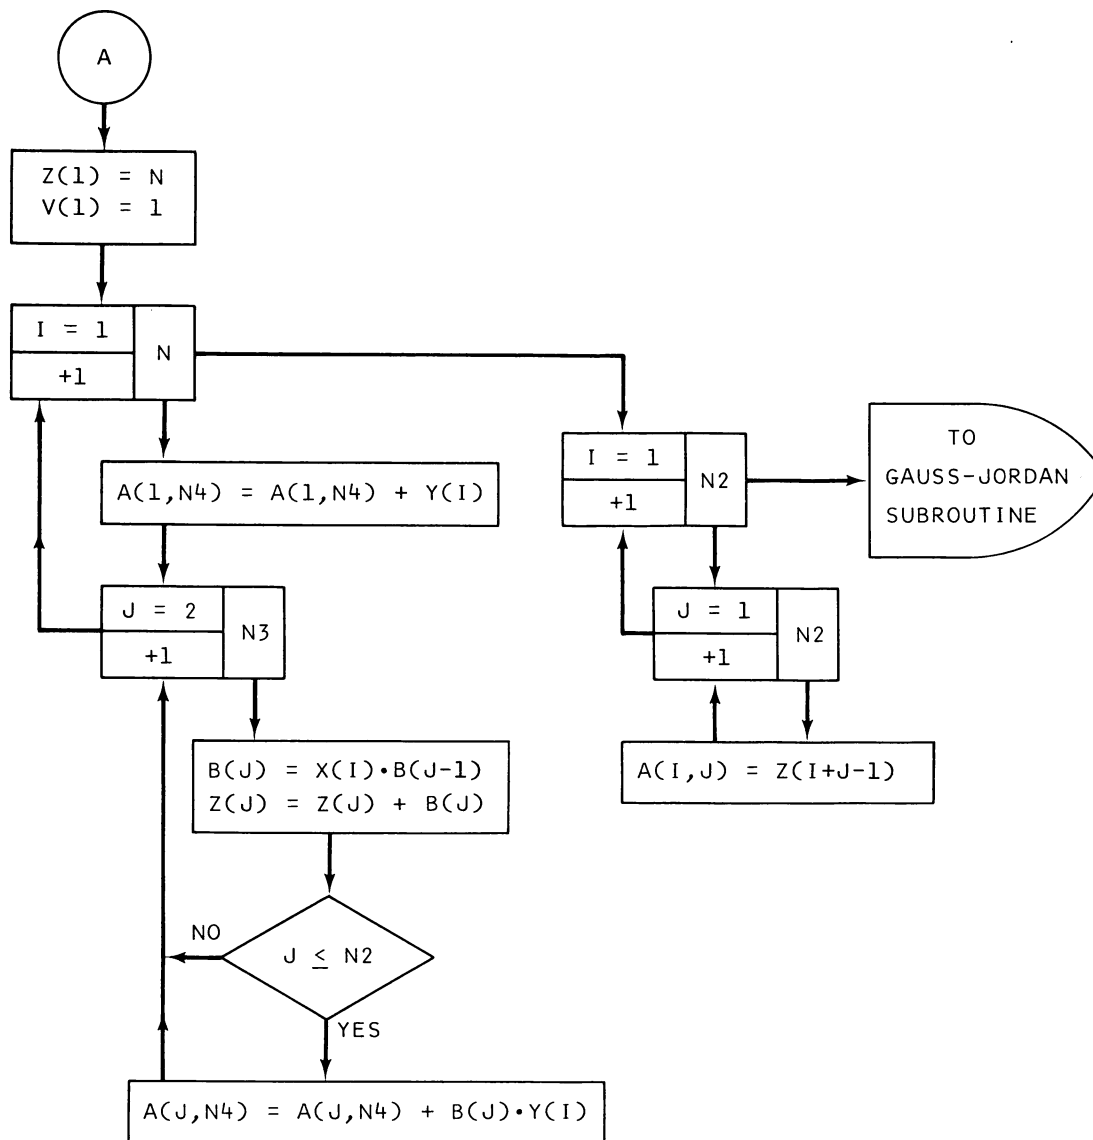 A
Z(1) = N
V(1) = 1
I = 1
+1
N
A(1,N4) = A(1,N4) + Y(I)
J = 2
+1
N3
B(J) = X(I)•B(J-1)
Z(J) = Z(J) + B(J)
J ≤ N2
NO
YES
A(J,N4) = A(J,N4) + B(J)•Y(I)
I = 1
+1
N2
J = 1
+1
N2
A(I,J) = Z(I+J-1)
TO
GAUSS-JORDAN
SUBROUTINE